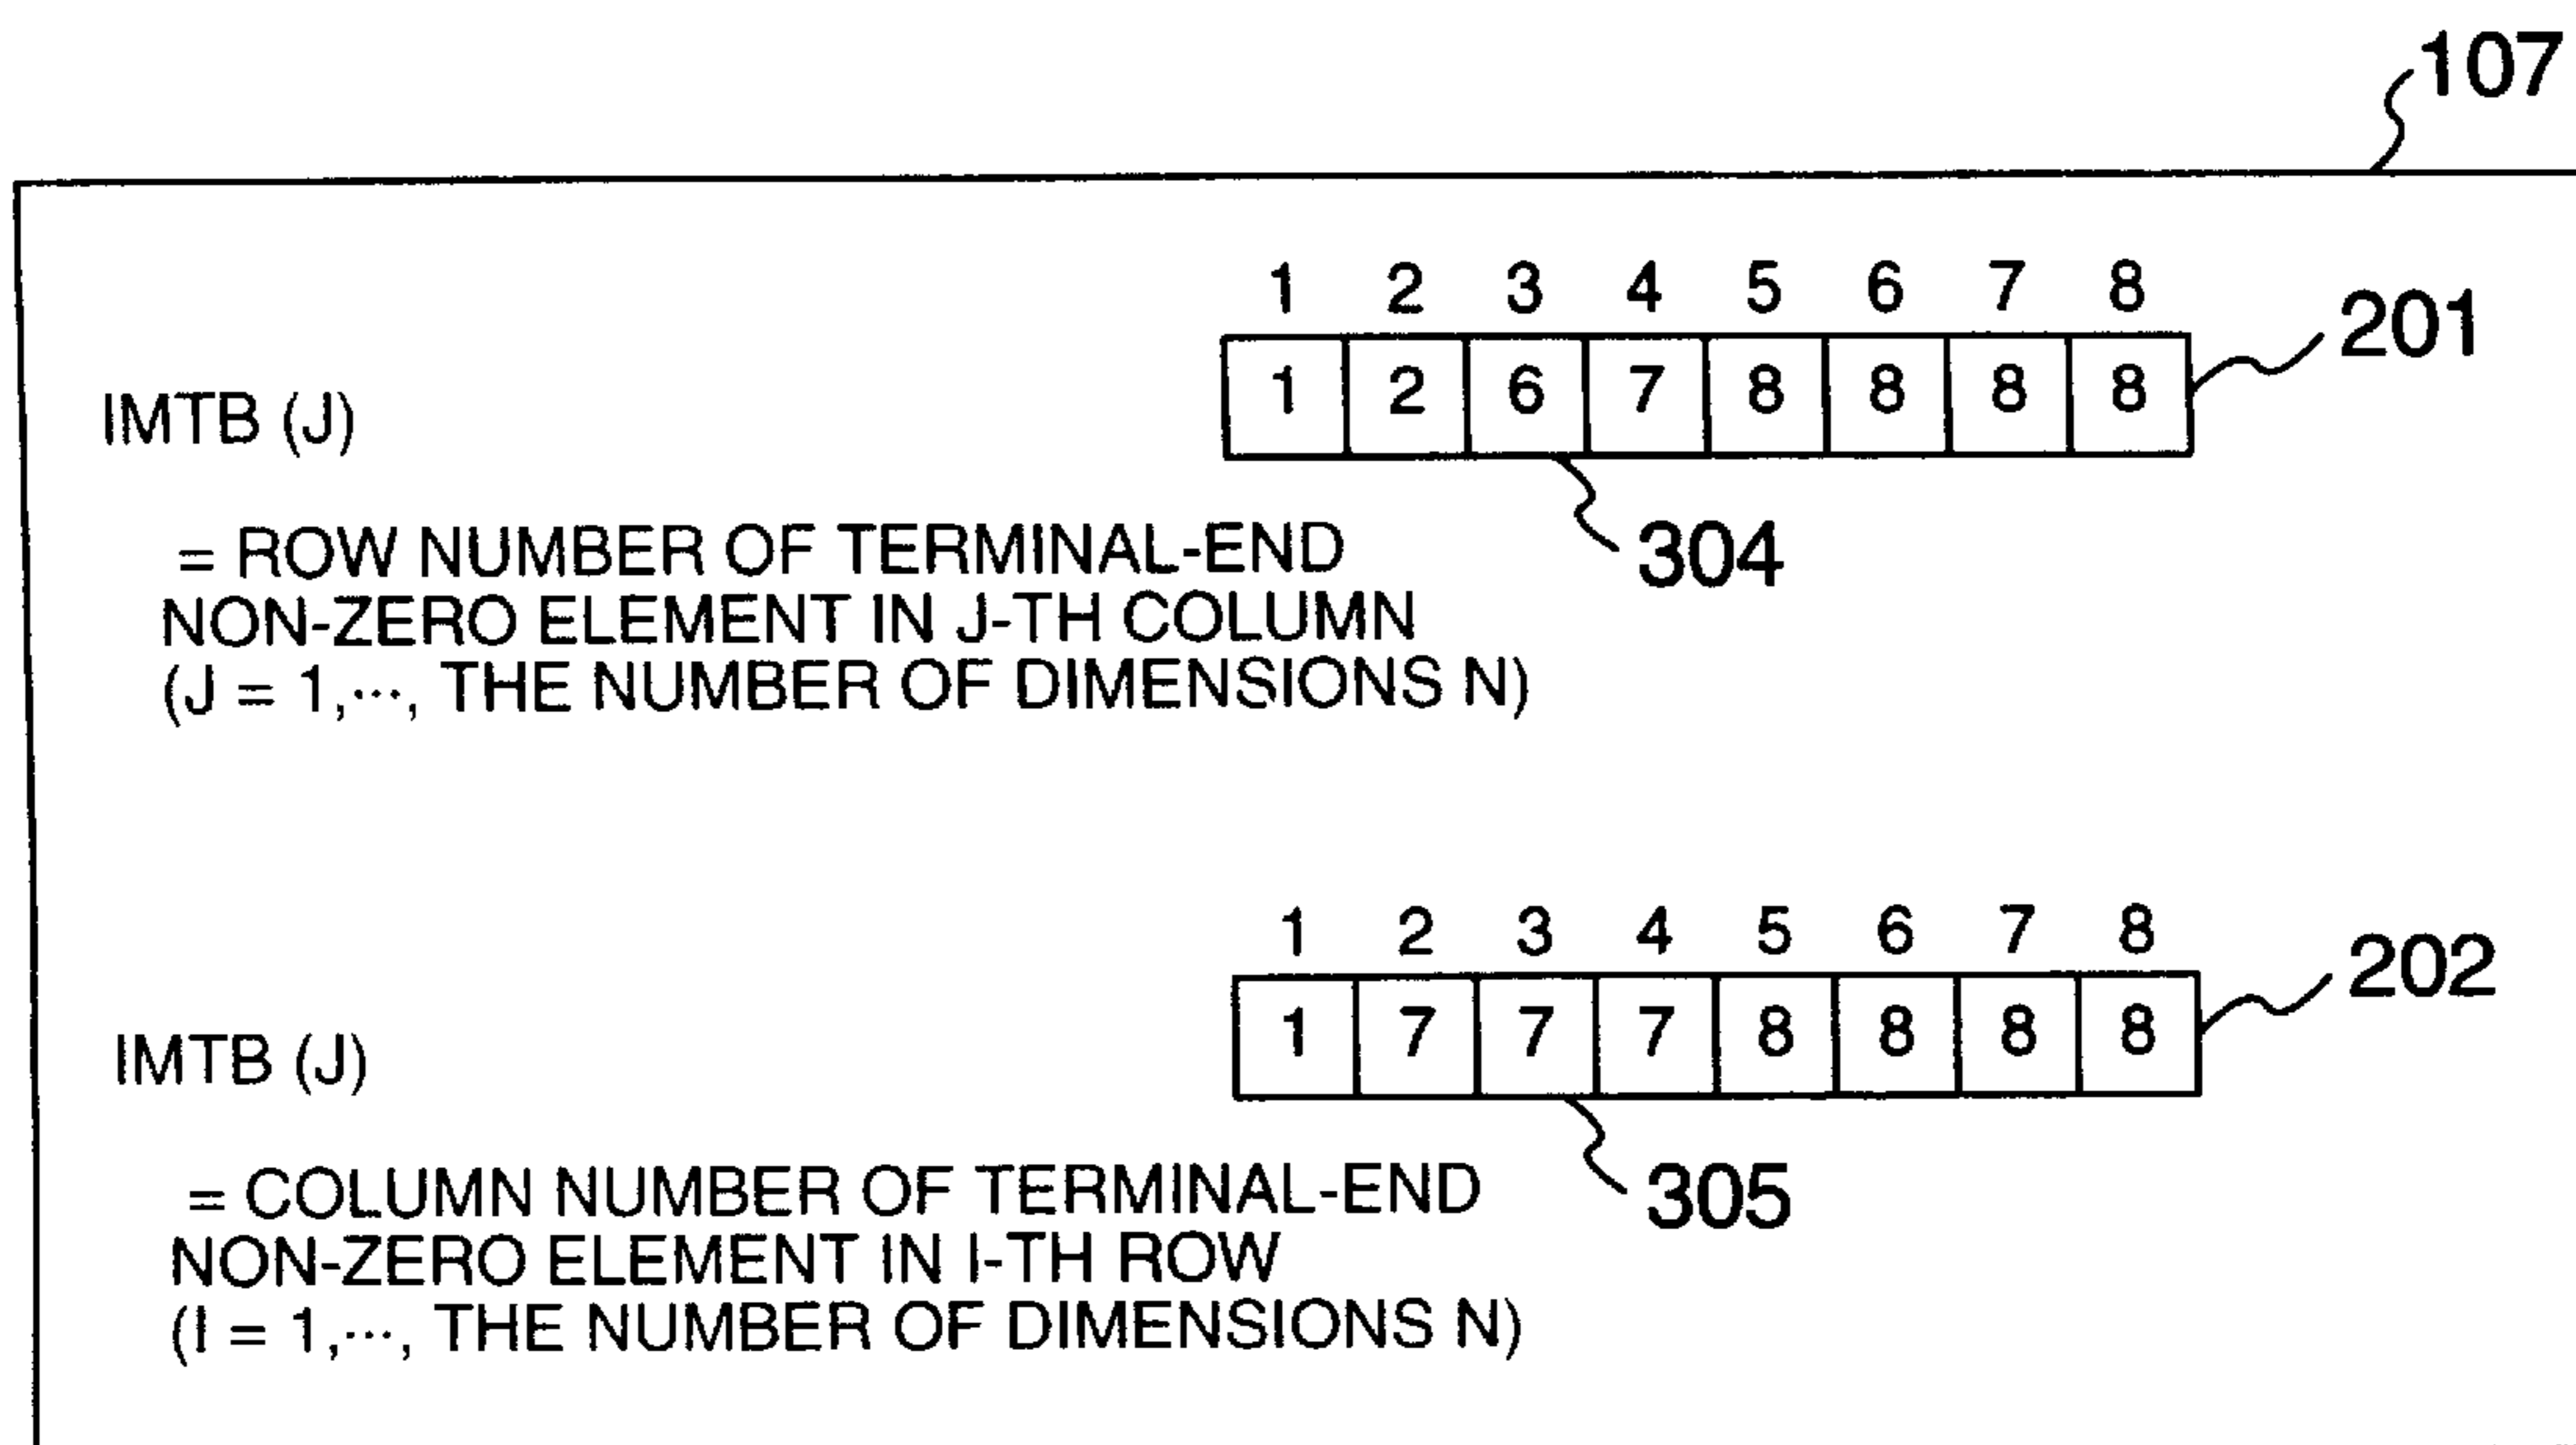 107
1 2 3 4 5 6 7 8
201
IMTB (J)
1 2 6 7 8 8 8 8
304
= ROW NUMBER OF TERMINAL-END
NON-ZERO ELEMENT IN J-TH COLUMN
(J = 1,···, THE NUMBER OF DIMENSIONS N)
1 2 3 4 5 6 7 8
202
IMTB (J)
1 7 7 7 8 8 8 8
305
= COLUMN NUMBER OF TERMINAL-END
NON-ZERO ELEMENT IN I-TH ROW
(I = 1,···, THE NUMBER OF DIMENSIONS N)